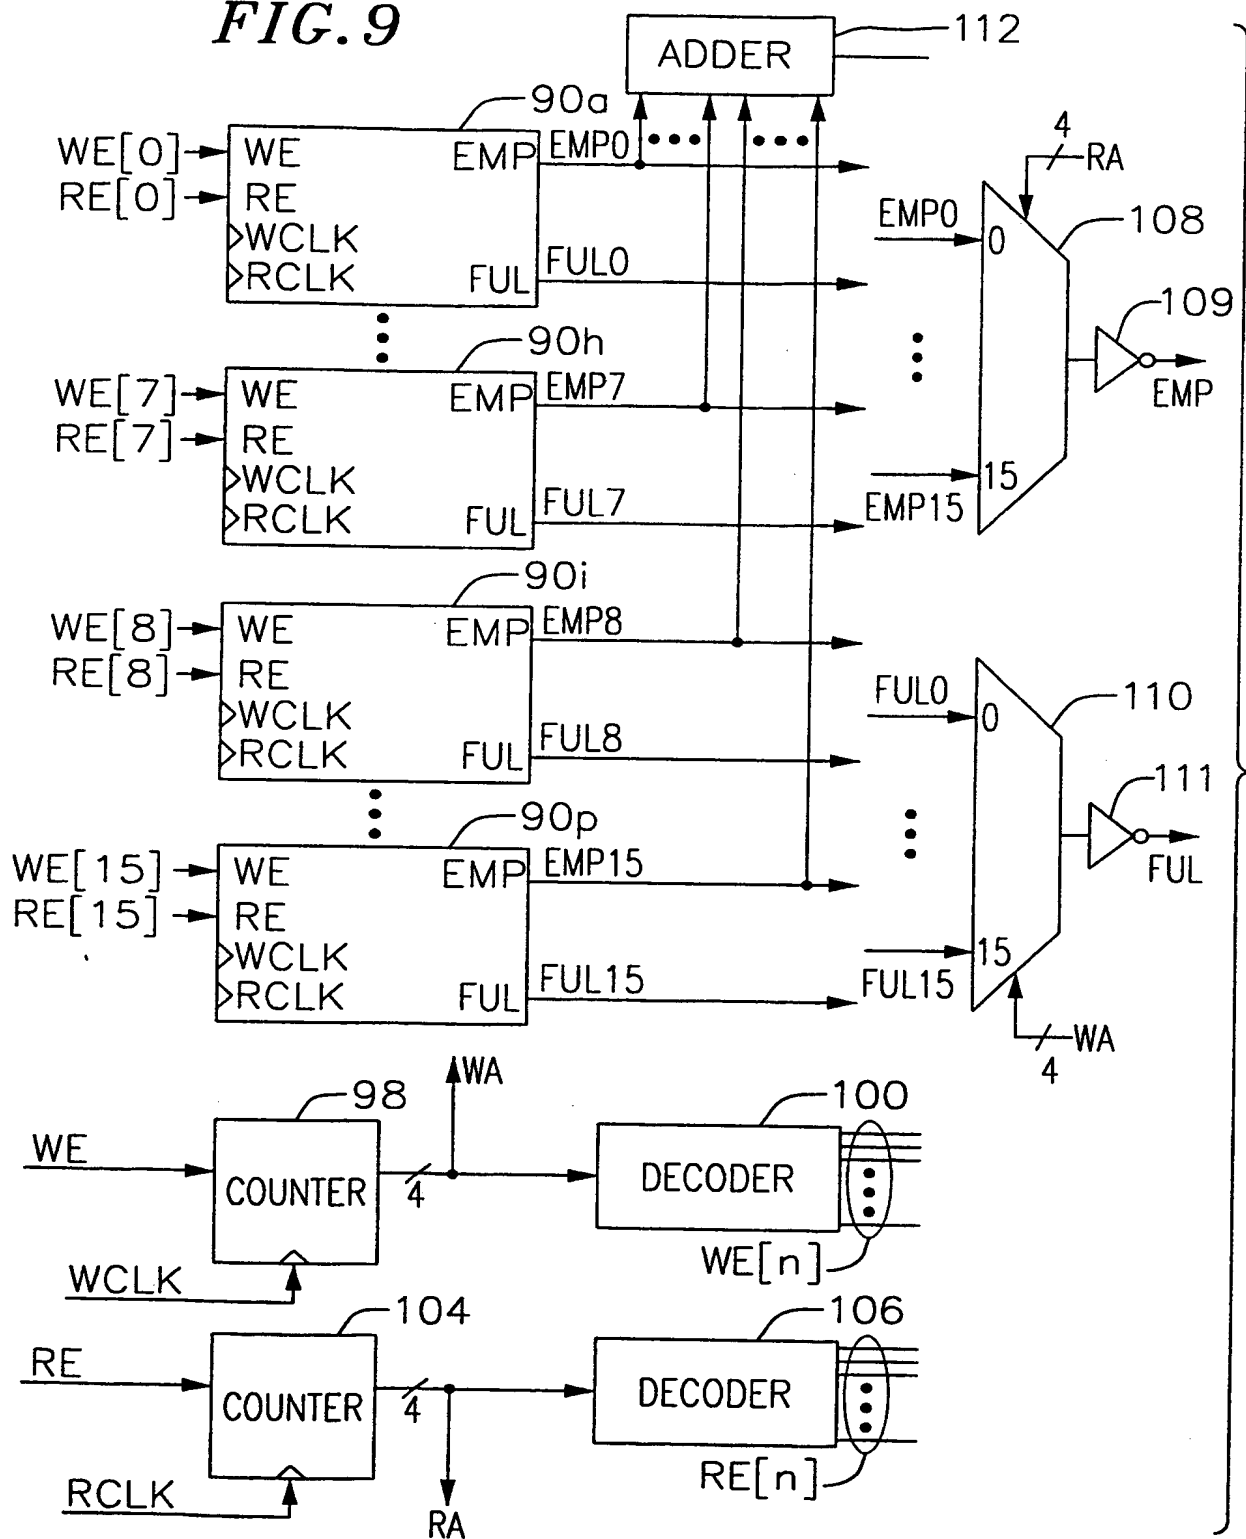 FIG. 9
ADDER
112
90a
WE[0]
RE[0]
WE
RE
WCLK
RCLK
EMP
FUL
EMP0
FUL0
4
RA
EMP0
0
108
109
EMP
15
EMP15
90h
WE[7]
RE[7]
WE
RE
WCLK
RCLK
EMP
FUL
EMP7
FUL7
90i
WE[8]
RE[8]
WE
RE
WCLK
RCLK
EMP
FUL
EMP8
FUL8
FUL0
0
110
111
FUL
15
FUL15
WA
4
90p
WE[15]
RE[15]
WE
RE
WCLK
RCLK
EMP
FUL
EMP15
FUL15
WE
98
COUNTER
WCLK
4
WA
100
DECODER
WE[n]
RE
104
COUNTER
RCLK
4
RA
106
DECODER
RE[n]